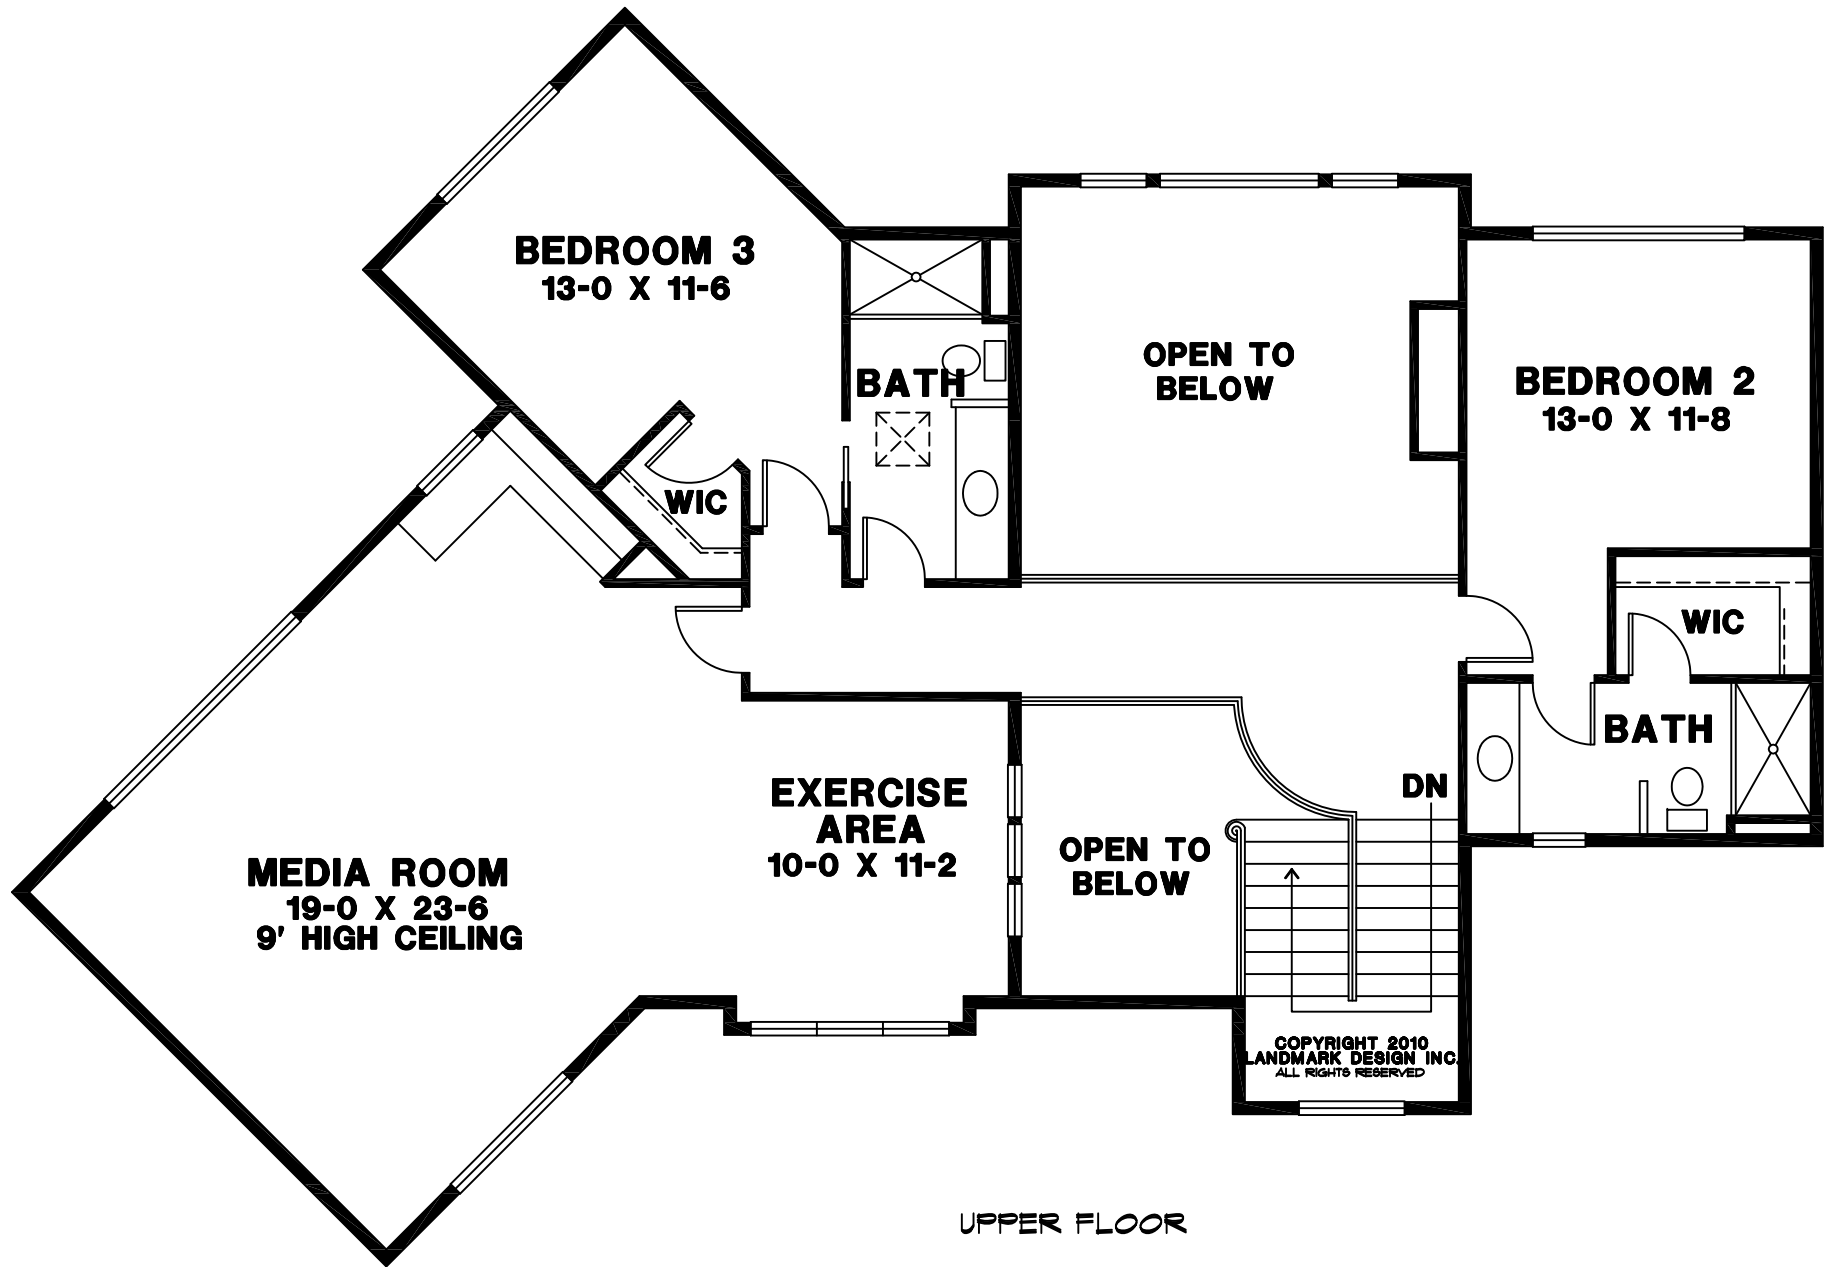 BEDROOM 3
13-0 X 11-6
BATH
WIC
OPEN TO
BELOW
BEDROOM 2
13-0 X 11-8
WIC
BATH
DN
EXERCISE
AREA
10-0 X 11-2
OPEN TO
BELOW
MEDIA ROOM
19-0 X 23-6
9' HIGH CEILING
COPYRIGHT 2010
LANDMARK DESIGN INC.
ALL RIGHTS RESERVED
UPPER FLOOR